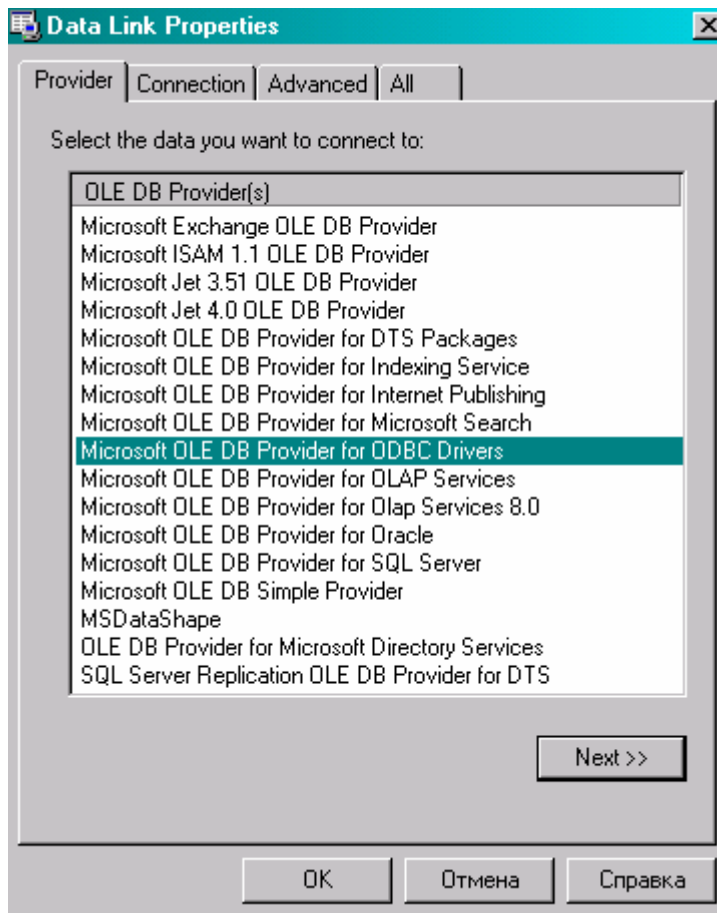 Data Link Properties
Provider Connection Advanced All
Select the data you want to connect to:
OLE DB Provider(s)
Microsoft Exchange OLE DB Provider
Microsoft ISAM 1.1 OLE DB Provider
Microsoft Jet 3.51 OLE DB Provider
Microsoft Jet 4.0 OLE DB Provider
Microsoft OLE DB Provider for DTS Packages
Microsoft OLE DB Provider for Indexing Service
Microsoft OLE DB Provider for Internet Publishing
Microsoft OLE DB Provider for Microsoft Search
Microsoft OLE DB Provider for ODBC Drivers
Microsoft OLE DB Provider for OLAP Services
Microsoft OLE DB Provider for Olap Services 8.0
Microsoft OLE DB Provider for Oracle
Microsoft OLE DB Provider for SQL Server
Microsoft OLE DB Simple Provider
MSDataShape
OLE DB Provider for Microsoft Directory Services
SQL Server Replication OLE DB Provider for DTS
Next >>
OK Отмена Справка